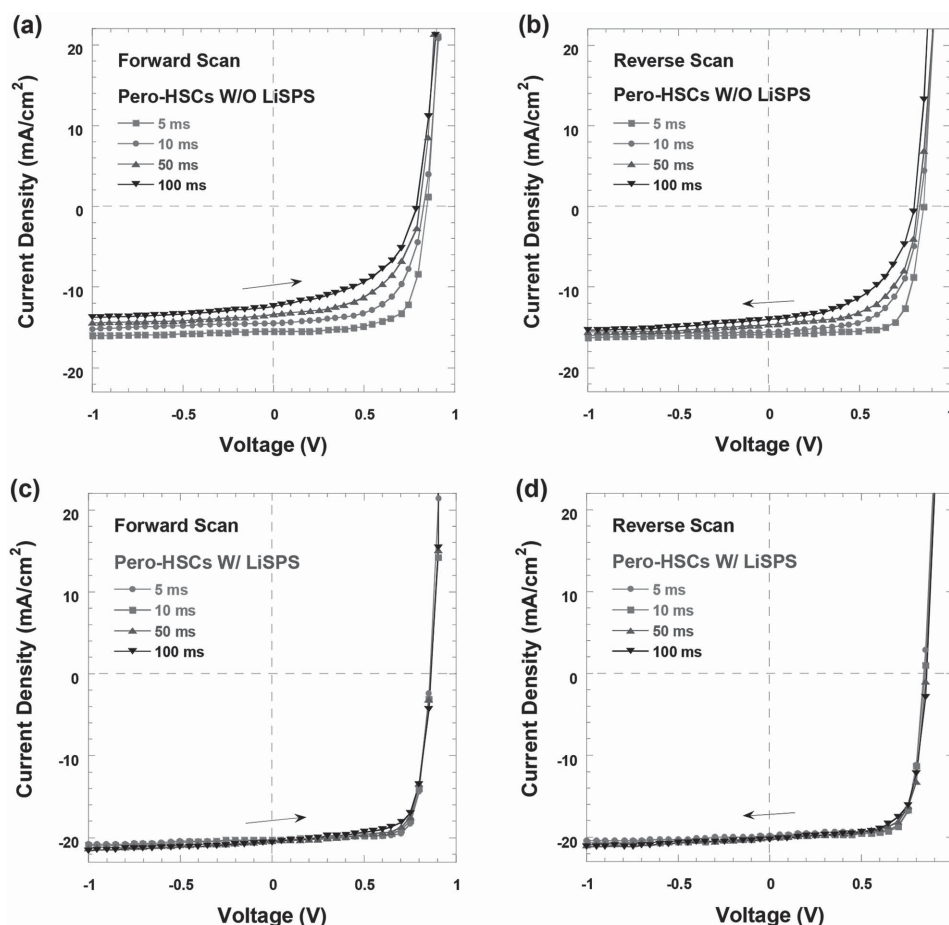 (a)
Forward Scan
Pero-HSCs W/O LiSPS
5 ms
10 ms
50 ms
100 ms
20
10
0
-10
-20
-1
-0.5
0
0.5
1
Current Density (mA/cm²)
Voltage (V)
(b)
Reverse Scan
Pero-HSCs W/O LiSPS
5 ms
10 ms
50 ms
100 ms
20
10
0
-10
-20
-1
-0.5
0
0.5
1
Current Density (mA/cm²)
Voltage (V)
(c)
Forward Scan
Pero-HSCs W/ LiSPS
5 ms
10 ms
50 ms
100 ms
20
10
0
-10
-20
-1
-0.5
0
0.5
1
Current Density (mA/cm²)
Voltage (V)
(d)
Reverse Scan
Pero-HSCs W/ LiSPS
5 ms
10 ms
50 ms
100 ms
20
10
0
-10
-20
-1
-0.5
0
0.5
1
Current Density (mA/cm²)
Voltage (V)